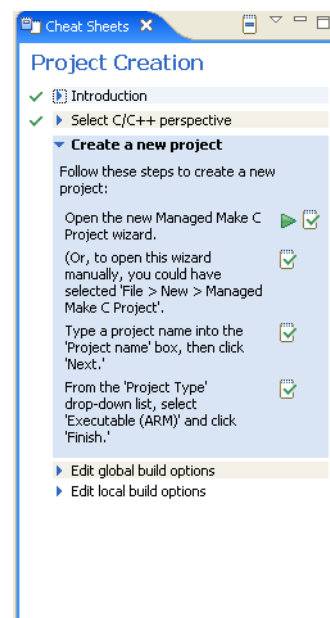 Cheat Sheets
Project Creation
Introduction
Select C/C++ perspective
Create a new project
Follow these steps to create a new
project:
Open the new Managed Make C
Project wizard.
(Or, to open this wizard
manually, you could have
selected 'File > New > Managed
Make C Project'.
Type a project name into the
'Project name' box, then click
'Next.'
From the 'Project Type'
drop-down list, select
'Executable (ARM)' and click
'Finish.'
Edit global build options
Edit local build options